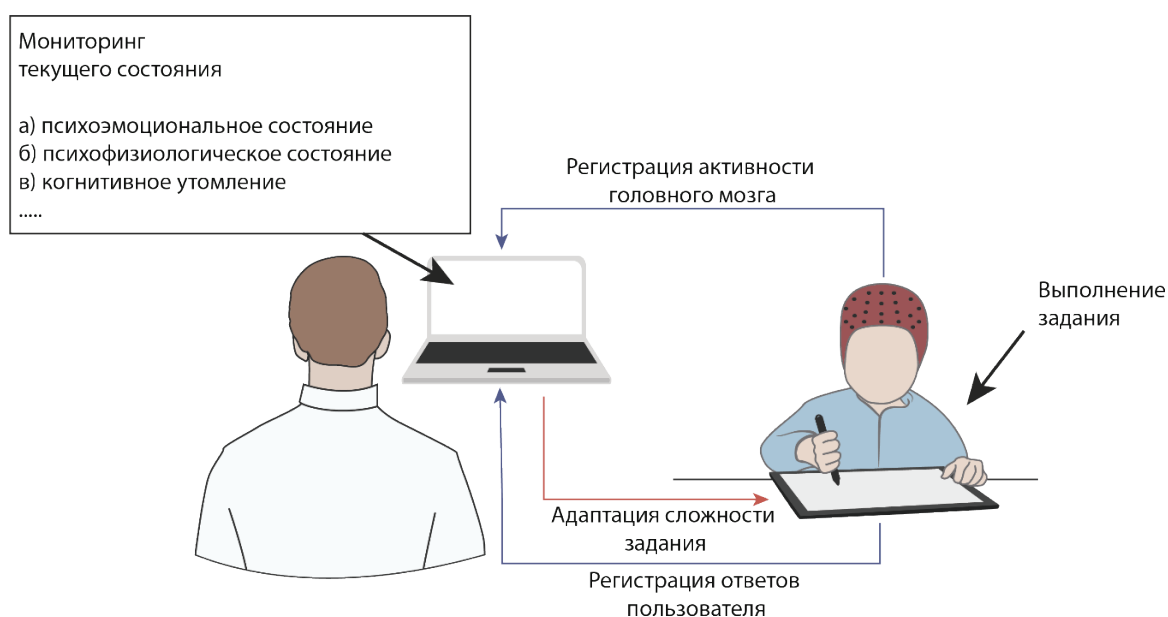 Мониторинг
текущего состояния
а) психоэмоциональное состояние
б) психофизиологическое состояние
в) когнитивное утомление
.....
Регистрация активности
головного мозга
Выполнение
задания
Адаптация сложности
задания
Регистрация ответов
пользователя